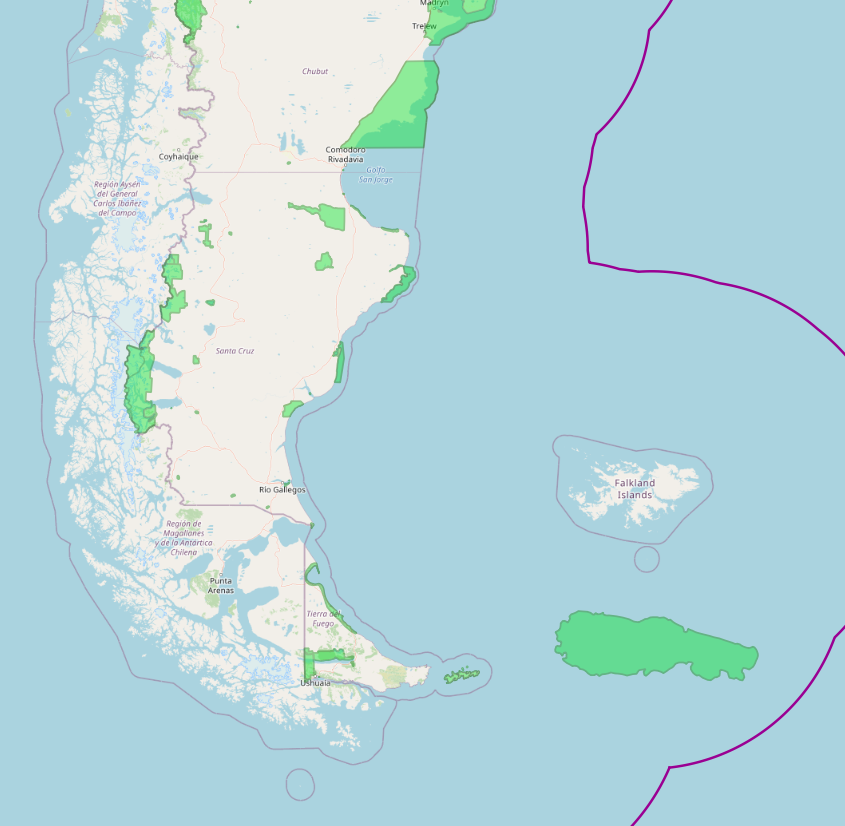 Madryn
Trelew
Chubut
Comodoro
Rivadavia
Coyhaique
Golfo
San Jorge
Región Aysén
del General
Carlos Ibáñez
del Campo
Santa Cruz
Falkland
Islands
Río Gallegos
Región de
Magallanes
y de la Antártica
Chilena
Punta
Arenas
Tierra del
Fuego
Ushuaia